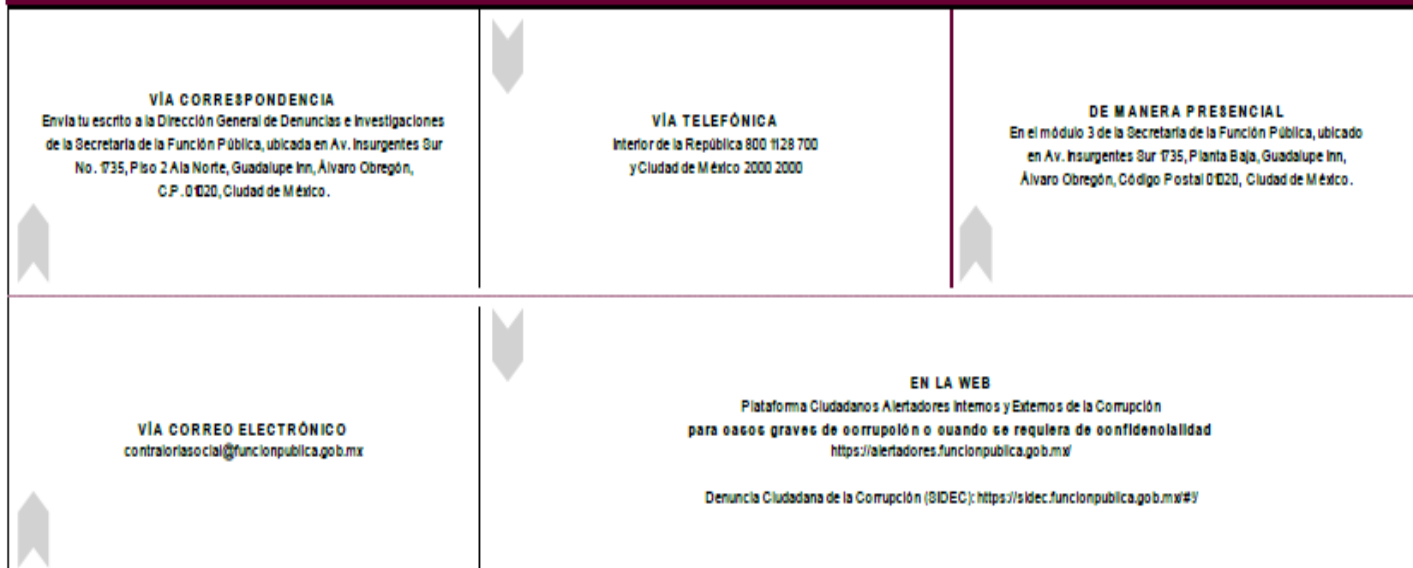 VÍA CORRESPONDENCIA
Envía tu escrito a la Dirección General de Denuncias e Investigaciones
de la Secretaría de la Función Pública, ubicada en Av. Insurgentes Sur
No. 1735, Piso 2 Ala Norte, Guadalupe Inn, Álvaro Obregón,
C.P. 01020, Ciudad de México.
VÍA TELEFÓNICA
Interior de la República 800 1128 700
y Ciudad de México 2000 2000
DE MANERA PRESENCIAL
En el módulo 3 de la Secretaría de la Función Pública, ubicado
en Av. Insurgentes Sur 1735, Planta Baja, Guadalupe Inn,
Álvaro Obregón, Código Postal 01020, Ciudad de México.
VÍA CORREO ELECTRÓNICO
contraloriasocial@funcionpublica.gob.mx
EN LA WEB
Plataforma Ciudadanos Alertadores Internos y Externos de la Corrupción
para casos graves de corrupción o cuando se requiera de confidencialidad
https://alertadores.funcionpublica.gob.mx/
Denuncia Ciudadana de la Corrupción (SIDEC): https://sidec.funcionpublica.gob.mx/#!/